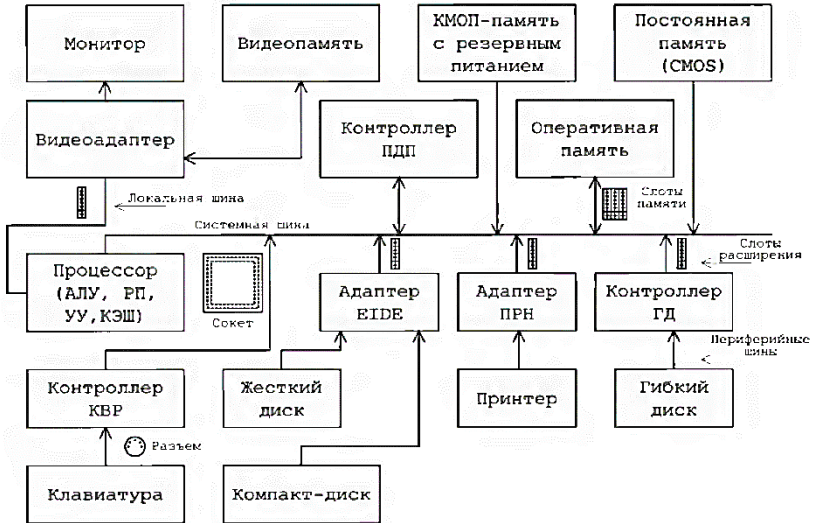 Монитор
Видеопамять
КМОП-память
с резервным
питанием
Постоянная
память
(CMOS)
Видеоадаптер
Контроллер
ПДП
Оперативная
память
Локальная шина
Слоты
памяти
Системная шина
Процессор
(АЛУ, РП,
УУ,КЭШ)
Сокет
Адаптер
EIDE
Адаптер
ПРН
Контроллер
ГД
Слоты
расширения
Периферийные
шины
Контроллер
КВР
Жесткий
диск
Принтер
Гибкий
диск
Разъем
Клавиатура
Компакт-диск